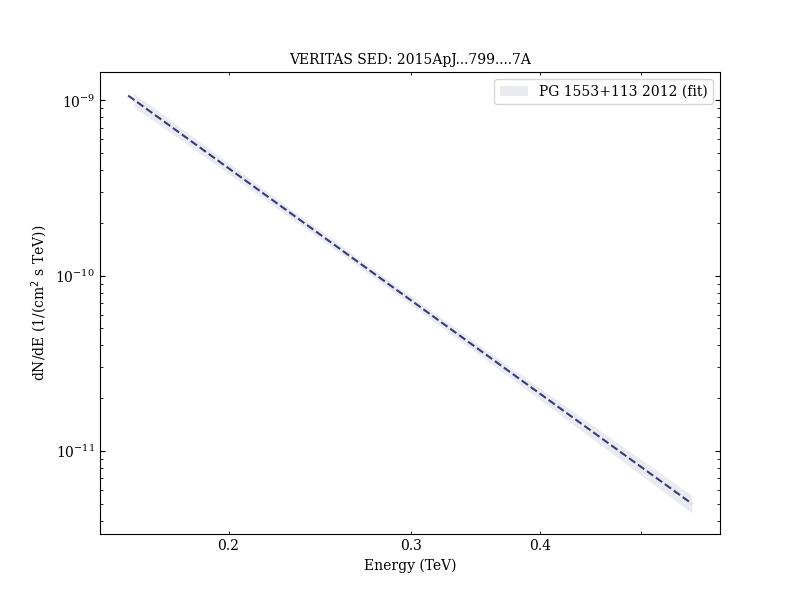 VERITAS SED: 2015ApJ...799....7A
PG 1553+113 2012 (fit)
dN/dE (1/(cm² s TeV))
10⁻⁹
10⁻¹⁰
10⁻¹¹
0.2 0.3 0.4
Energy (TeV)